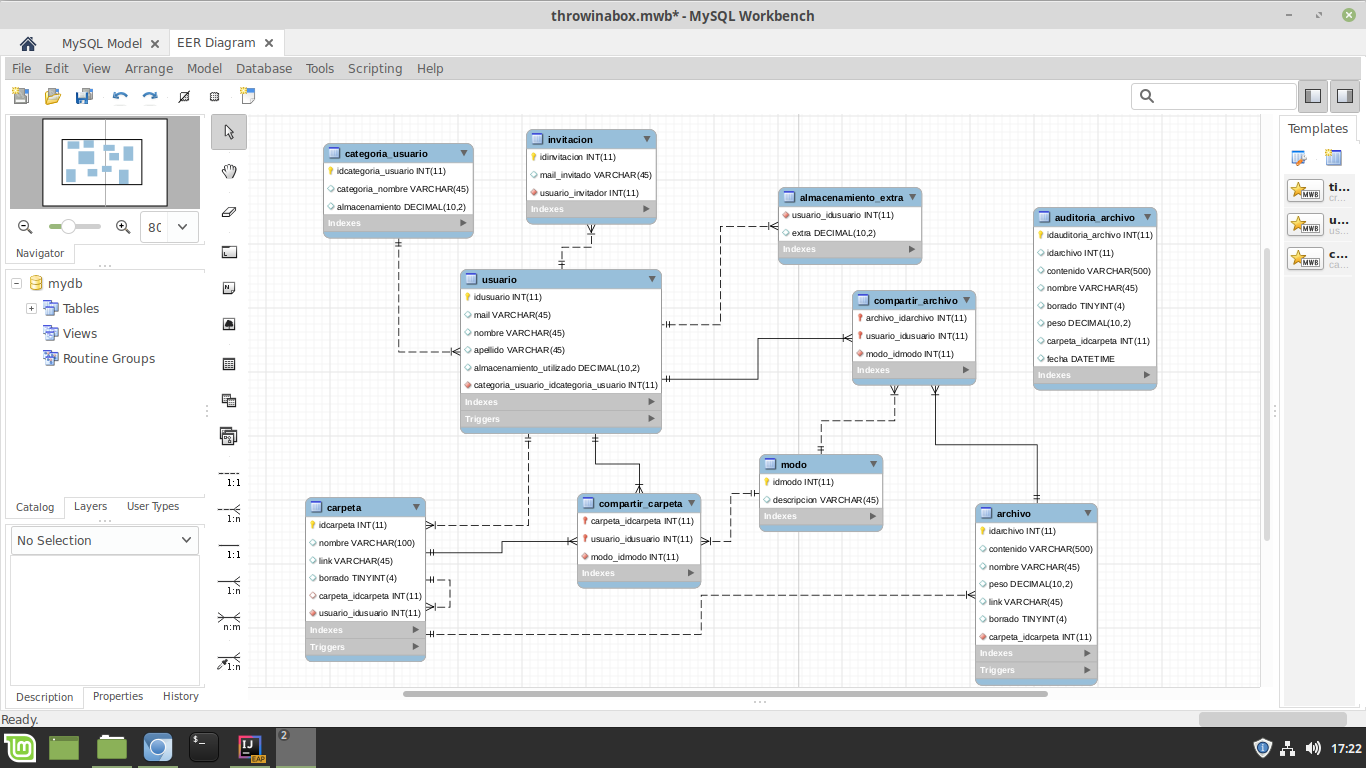 throwinabox.mwb* - MySQL Workbench
MySQL Model
EER Diagram
File Edit View Arrange Model Database Tools Scripting Help
Navigator
mydb
Tables
Views
Routine Groups
Catalog Layers User Types
No Selection
Description Properties History
1:1
1:n
1:1
1:n
n:m
1:n
categoria_usuario
idcategoria_usuario INT(11)
categoria_nombre VARCHAR(45)
almacenamiento DECIMAL(10,2)
Indexes
invitacion
idinvitacion INT(11)
mail_invitado VARCHAR(45)
usuario_invitador INT(11)
Indexes
almacenamiento_extra
usuario_idusuario INT(11)
extra DECIMAL(10,2)
Indexes
auditoria_archivo
idauditoria_archivo INT(11)
idarchivo INT(11)
contenido VARCHAR(500)
nombre VARCHAR(45)
borrado TINYINT(4)
peso DECIMAL(10,2)
carpeta_idcarpeta INT(11)
fecha DATETIME
Indexes
usuario
idusuario INT(11)
mail VARCHAR(45)
nombre VARCHAR(45)
apellido VARCHAR(45)
almacenamiento_utilizado DECIMAL(10,2)
categoria_usuario_idcategoria_usuario INT(11)
Indexes
Triggers
compartir_archivo
archivo_idarchivo INT(11)
usuario_idusuario INT(11)
modo_idmodo INT(11)
Indexes
modo
idmodo INT(11)
descripcion VARCHAR(45)
Indexes
carpeta
idcarpeta INT(11)
nombre VARCHAR(100)
link VARCHAR(45)
borrado TINYINT(4)
carpeta_idcarpeta INT(11)
usuario_idusuario INT(11)
Indexes
Triggers
compartir_carpeta
carpeta_idcarpeta INT(11)
usuario_idusuario INT(11)
modo_idmodo INT(11)
Indexes
archivo
idarchivo INT(11)
contenido VARCHAR(500)
nombre VARCHAR(45)
peso DECIMAL(10,2)
link VARCHAR(45)
borrado TINYINT(4)
carpeta_idcarpeta INT(11)
Indexes
Triggers
Templates
MWB
ti...
cr...
MWB
u...
us...
MWB
c...
ca...
Ready.
$_
IJ
EAP
2
17:22